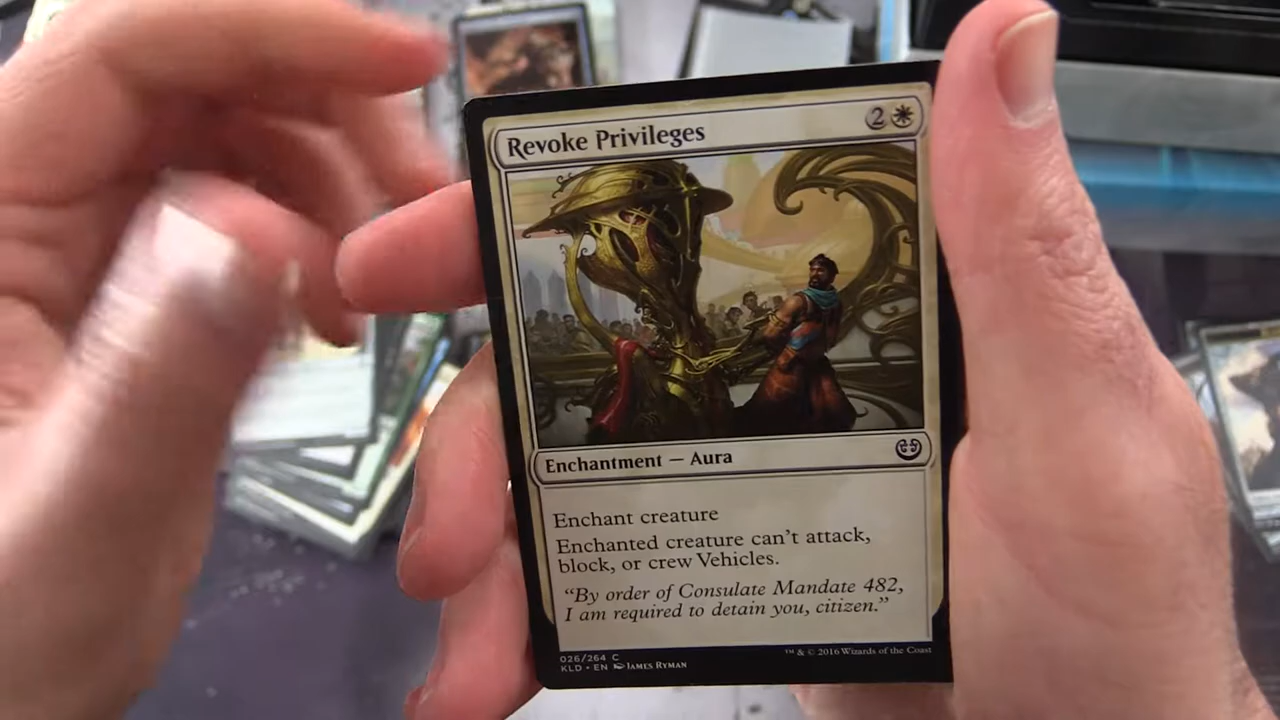 Revoke Privileges 2
Enchantment — Aura
Enchant creature
Enchanted creature can't attack,
block, or crew Vehicles.
“By order of Consulate Mandate 482,
I am required to detain you, citizen.”
026/264 C
KLD • EN James Ryman
™ & © 2016 Wizards of the Coast